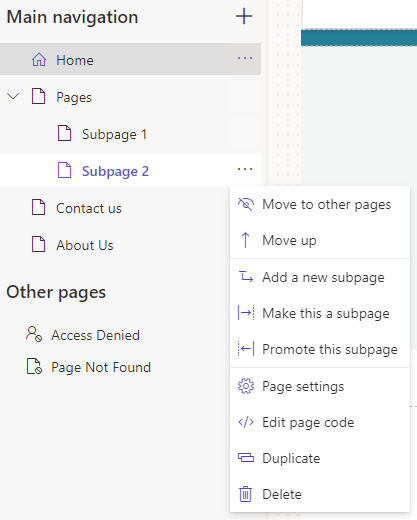 Main navigation
Home
Pages
Subpage 1
Subpage 2
Contact us
About Us
Other pages
Access Denied
Page Not Found
Move to other pages
Move up
Add a new subpage
Make this a subpage
Promote this subpage
Page settings
Edit page code
Duplicate
Delete